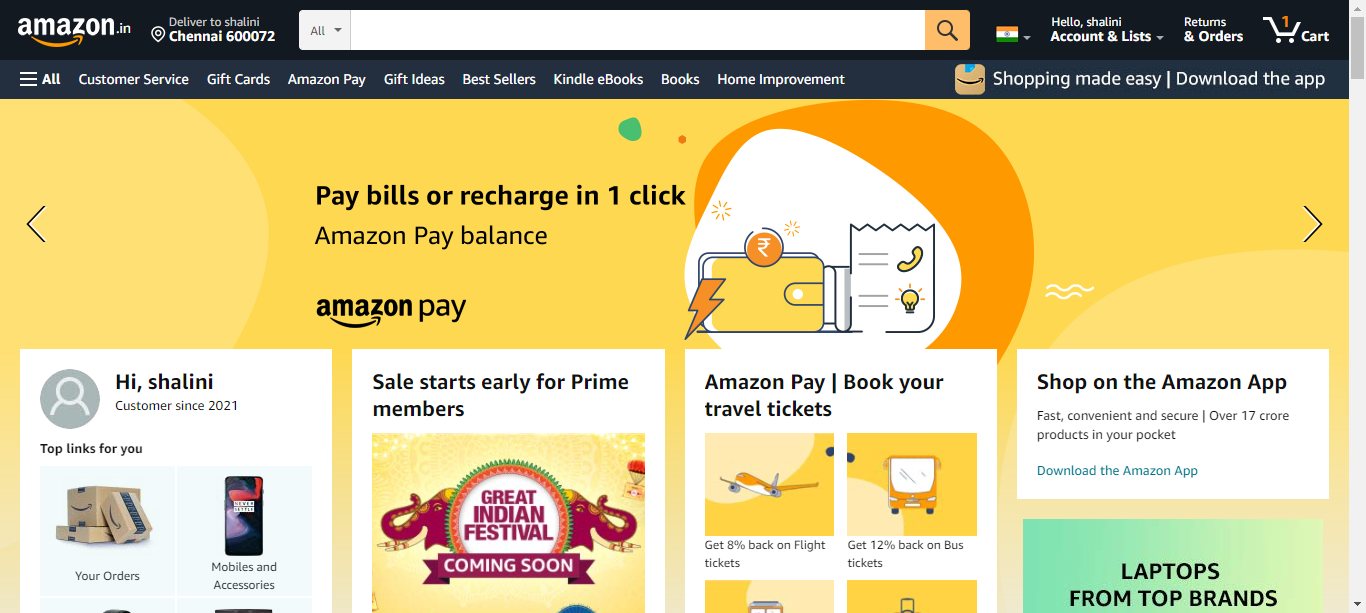 amazon.in
Deliver to shalini
Chennai 600072
All
Hello, shalini
Account & Lists
Returns
& Orders
1
Cart
All
Customer Service
Gift Cards
Amazon Pay
Gift Ideas
Best Sellers
Kindle eBooks
Books
Home Improvement
Shopping made easy | Download the app
Pay bills or recharge in 1 click
Amazon Pay balance
amazon pay
₹
Hi, shalini
Customer since 2021
Top links for you
NEVER
SETTLE
Your Orders
Mobiles and
Accessories
Sale starts early for Prime
members
GREAT
INDIAN
FESTIVAL
COMING SOON
Amazon Pay | Book your
travel tickets
Get 8% back on Flight
tickets
Get 12% back on Bus
tickets
Shop on the Amazon App
Fast, convenient and secure | Over 17 crore
products in your pocket
Download the Amazon App
LAPTOPS
FROM TOP BRANDS